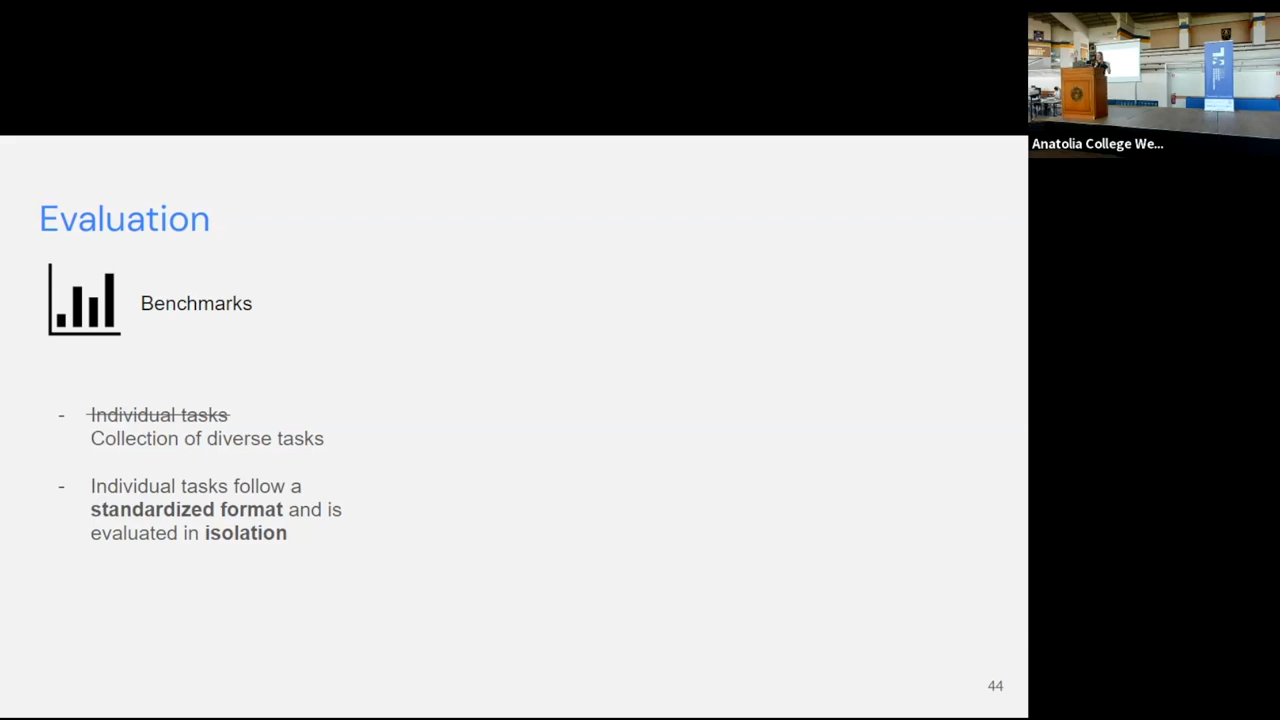 Evaluation
Benchmarks
- Individual tasks
Collection of diverse tasks
- Individual tasks follow a
standardized format and is
evaluated in isolation
44
Anatolia College We...